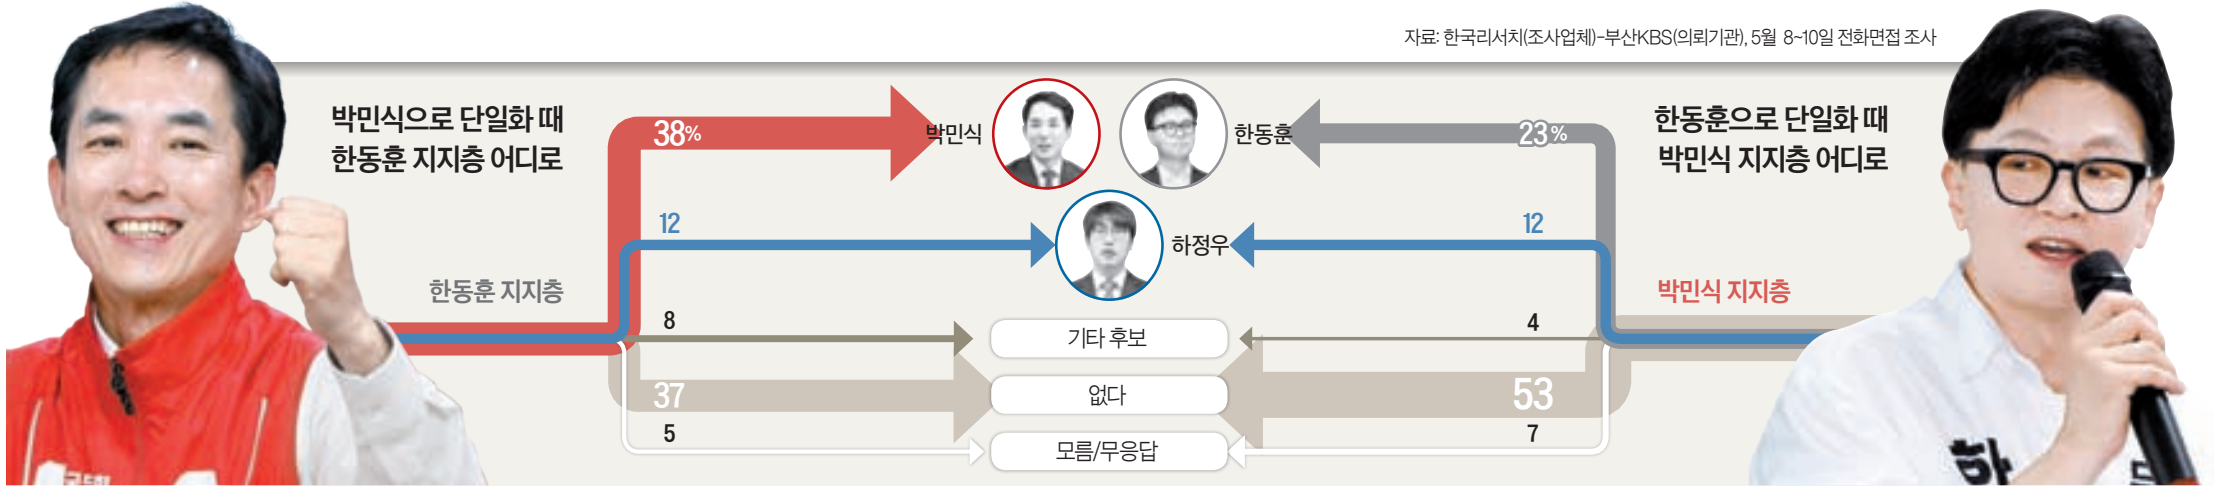 자료: 한국리서치(조사업체)-부산KBS(의뢰기관), 5월 8~10일 전화면접 조사
박민식으로 단일화 때
한동훈 지지층 어디로
한동훈 지지층
38%
12
8
37
5
박민식
한동훈
하정우
기타 후보
없다
모름/무응답
한동훈으로 단일화 때
박민식 지지층 어디로
박민식 지지층
23%
12
4
53
7